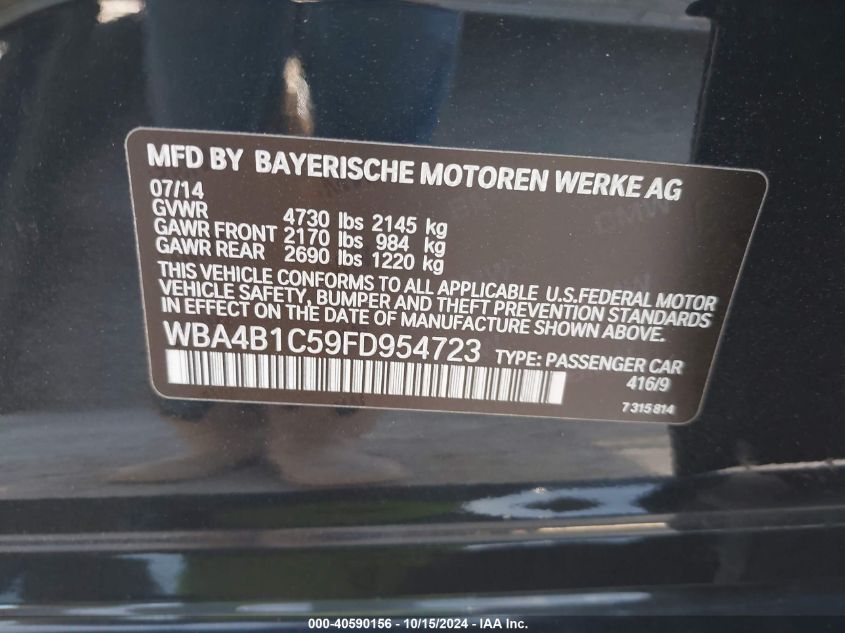 MFD BY BAYERISCHE MOTOREN WERKE AG
07/14
GVWR 4730 lbs 2145 kg
GAWR FRONT 2170 lbs 984 kg
GAWR REAR 2690 lbs 1220 kg
THIS VEHICLE CONFORMS TO ALL APPLICABLE U.S.FEDERAL MOTOR
VEHICLE SAFETY, BUMPER AND THEFT PREVENTION STANDARDS
IN EFFECT ON THE DATE OF MANUFACTURE SHOWN ABOVE.
WBA4B1C59FD954723 TYPE: PASSENGER CAR
416/9
7315814
000-40590156 - 10/15/2024 - IAA Inc.